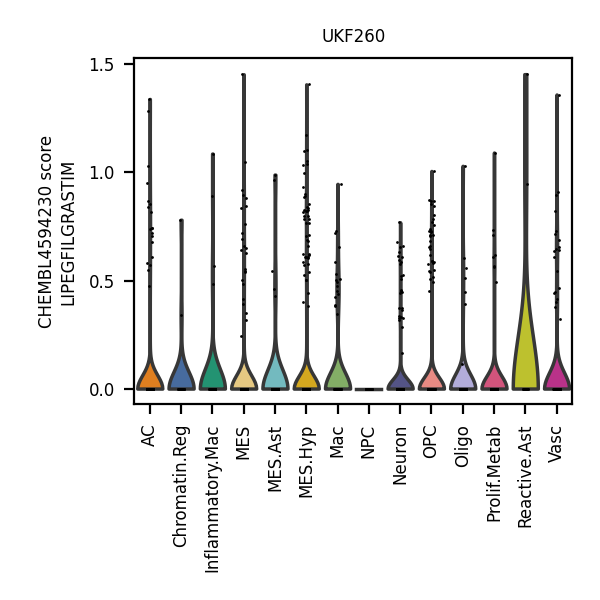 UKF260
CHEMBL4594230 score
LIPEGFILGRASTIM
1.5
1.0
0.5
0.0
AC
Chromatin.Reg
Inflammatory.Mac
MES
MES.Ast
MES.Hyp
Mac
NPC
Neuron
OPC
Oligo
Prolif.Metab
Reactive.Ast
Vasc